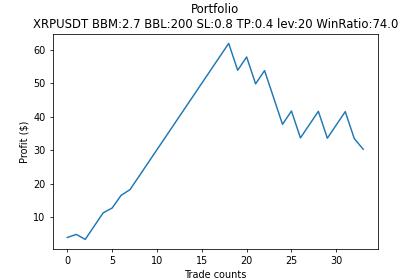 Portfolio
XRPUSDT BBM:2.7 BBL:200 SL:0.8 TP:0.4 lev:20 WinRatio:74.0
Profit ($)
60
50
40
30
20
10
0 5 10 15 20 25 30
Trade counts